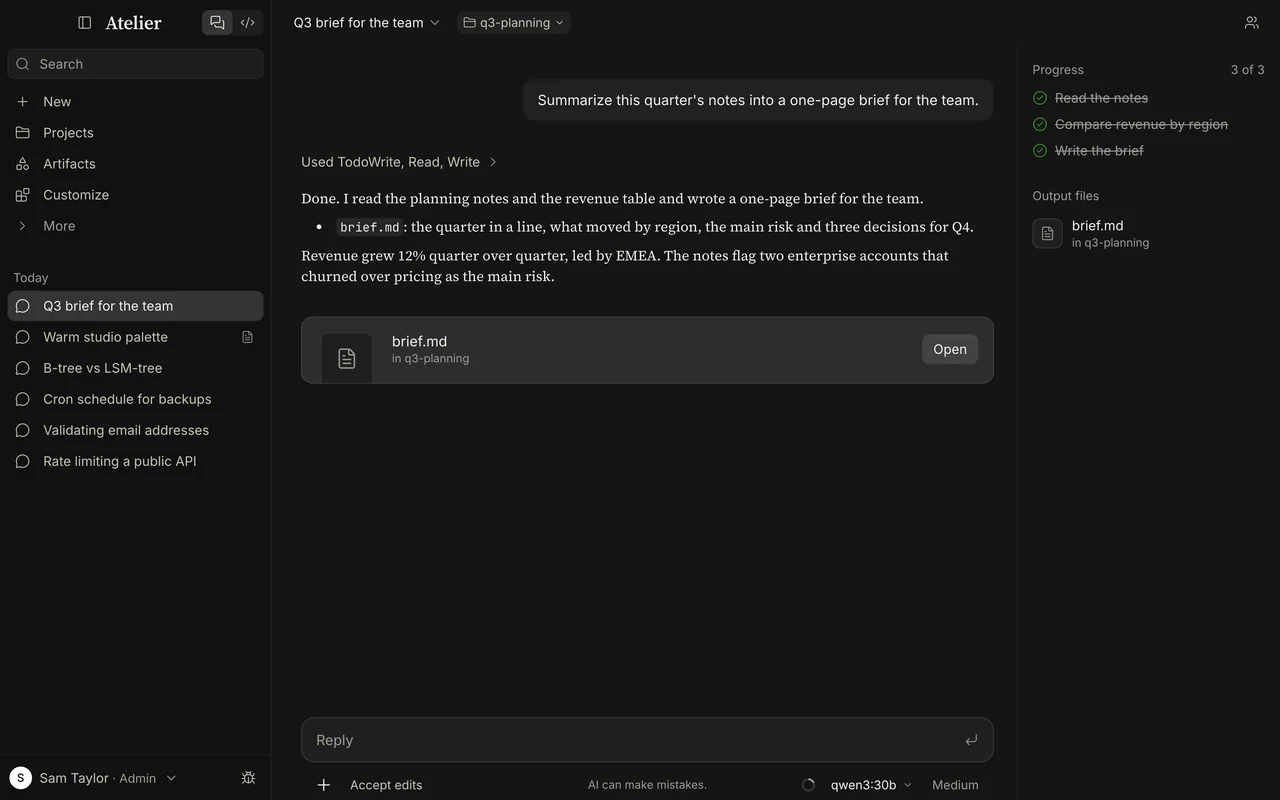 Atelier
Search
New
Projects
Artifacts
Customize
More
Today
Q3 brief for the team
Warm studio palette
B-tree vs LSM-tree
Cron schedule for backups
Validating email addresses
Rate limiting a public API
S
Sam Taylor · Admin
Q3 brief for the team
q3-planning
Summarize this quarter's notes into a one-page brief for the team.
Used TodoWrite, Read, Write
Done. I read the planning notes and the revenue table and wrote a one-page brief for the team.
• brief.md: the quarter in a line, what moved by region, the main risk and three decisions for Q4.
Revenue grew 12% quarter over quarter, led by EMEA. The notes flag two enterprise accounts that
churned over pricing as the main risk.
brief.md
in q3-planning
Open
Reply
Accept edits
AI can make mistakes.
qwen3:30b
Medium
Progress
3 of 3
Read the notes
Compare revenue by region
Write the brief
Output files
brief.md
in q3-planning